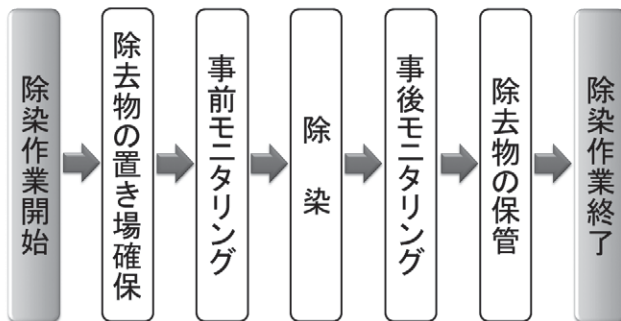 除染作業開始
除去物の置き場確保
事前モニタリング
除染
事後モニタリング
除去物の保管
除染作業終了